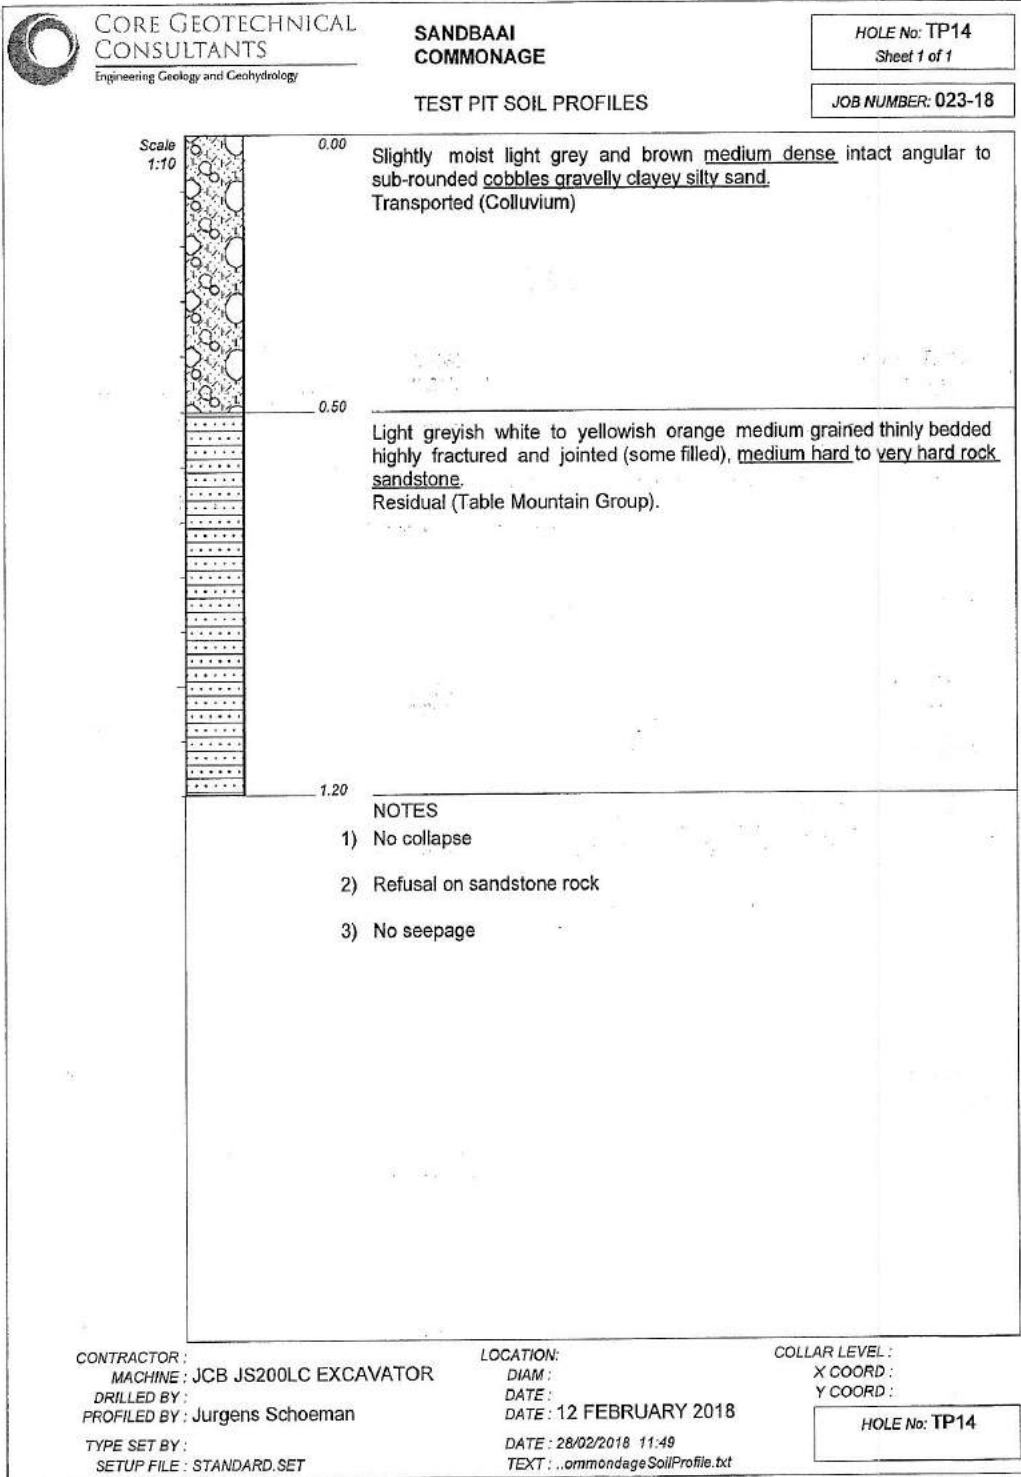 CORE GEOTECHNICAL
CONSULTANTS
Engineering Geology and Geohydrology
SANDBAAI
COMMONAGE
TEST PIT SOIL PROFILES
HOLE No: TP14
Sheet 1 of 1
JOB NUMBER: 023-18
Scale
1:10
0.00
Slightly moist light grey and brown medium dense intact angular to
sub-rounded cobbles gravelly clayey silty sand.
Transported (Colluvium)
0.50
Light greyish white to yellowish orange medium grained thinly bedded
highly fractured and jointed (some filled), medium hard to very hard rock
sandstone.
Residual (Table Mountain Group).
1.20
NOTES
1) No collapse
2) Refusal on sandstone rock
3) No seepage
CONTRACTOR :
MACHINE : JCB JS200LC EXCAVATOR
DRILLED BY :
PROFILED BY : Jurgens Schoeman
TYPE SET BY :
SETUP FILE : STANDARD.SET
LOCATION:
DIAM :
DATE :
DATE : 12 FEBRUARY 2018
DATE : 28/02/2018 11:49
TEXT : ..ommondageSoilProfile.txt
COLLAR LEVEL :
X COORD :
Y COORD :
HOLE No: TP14